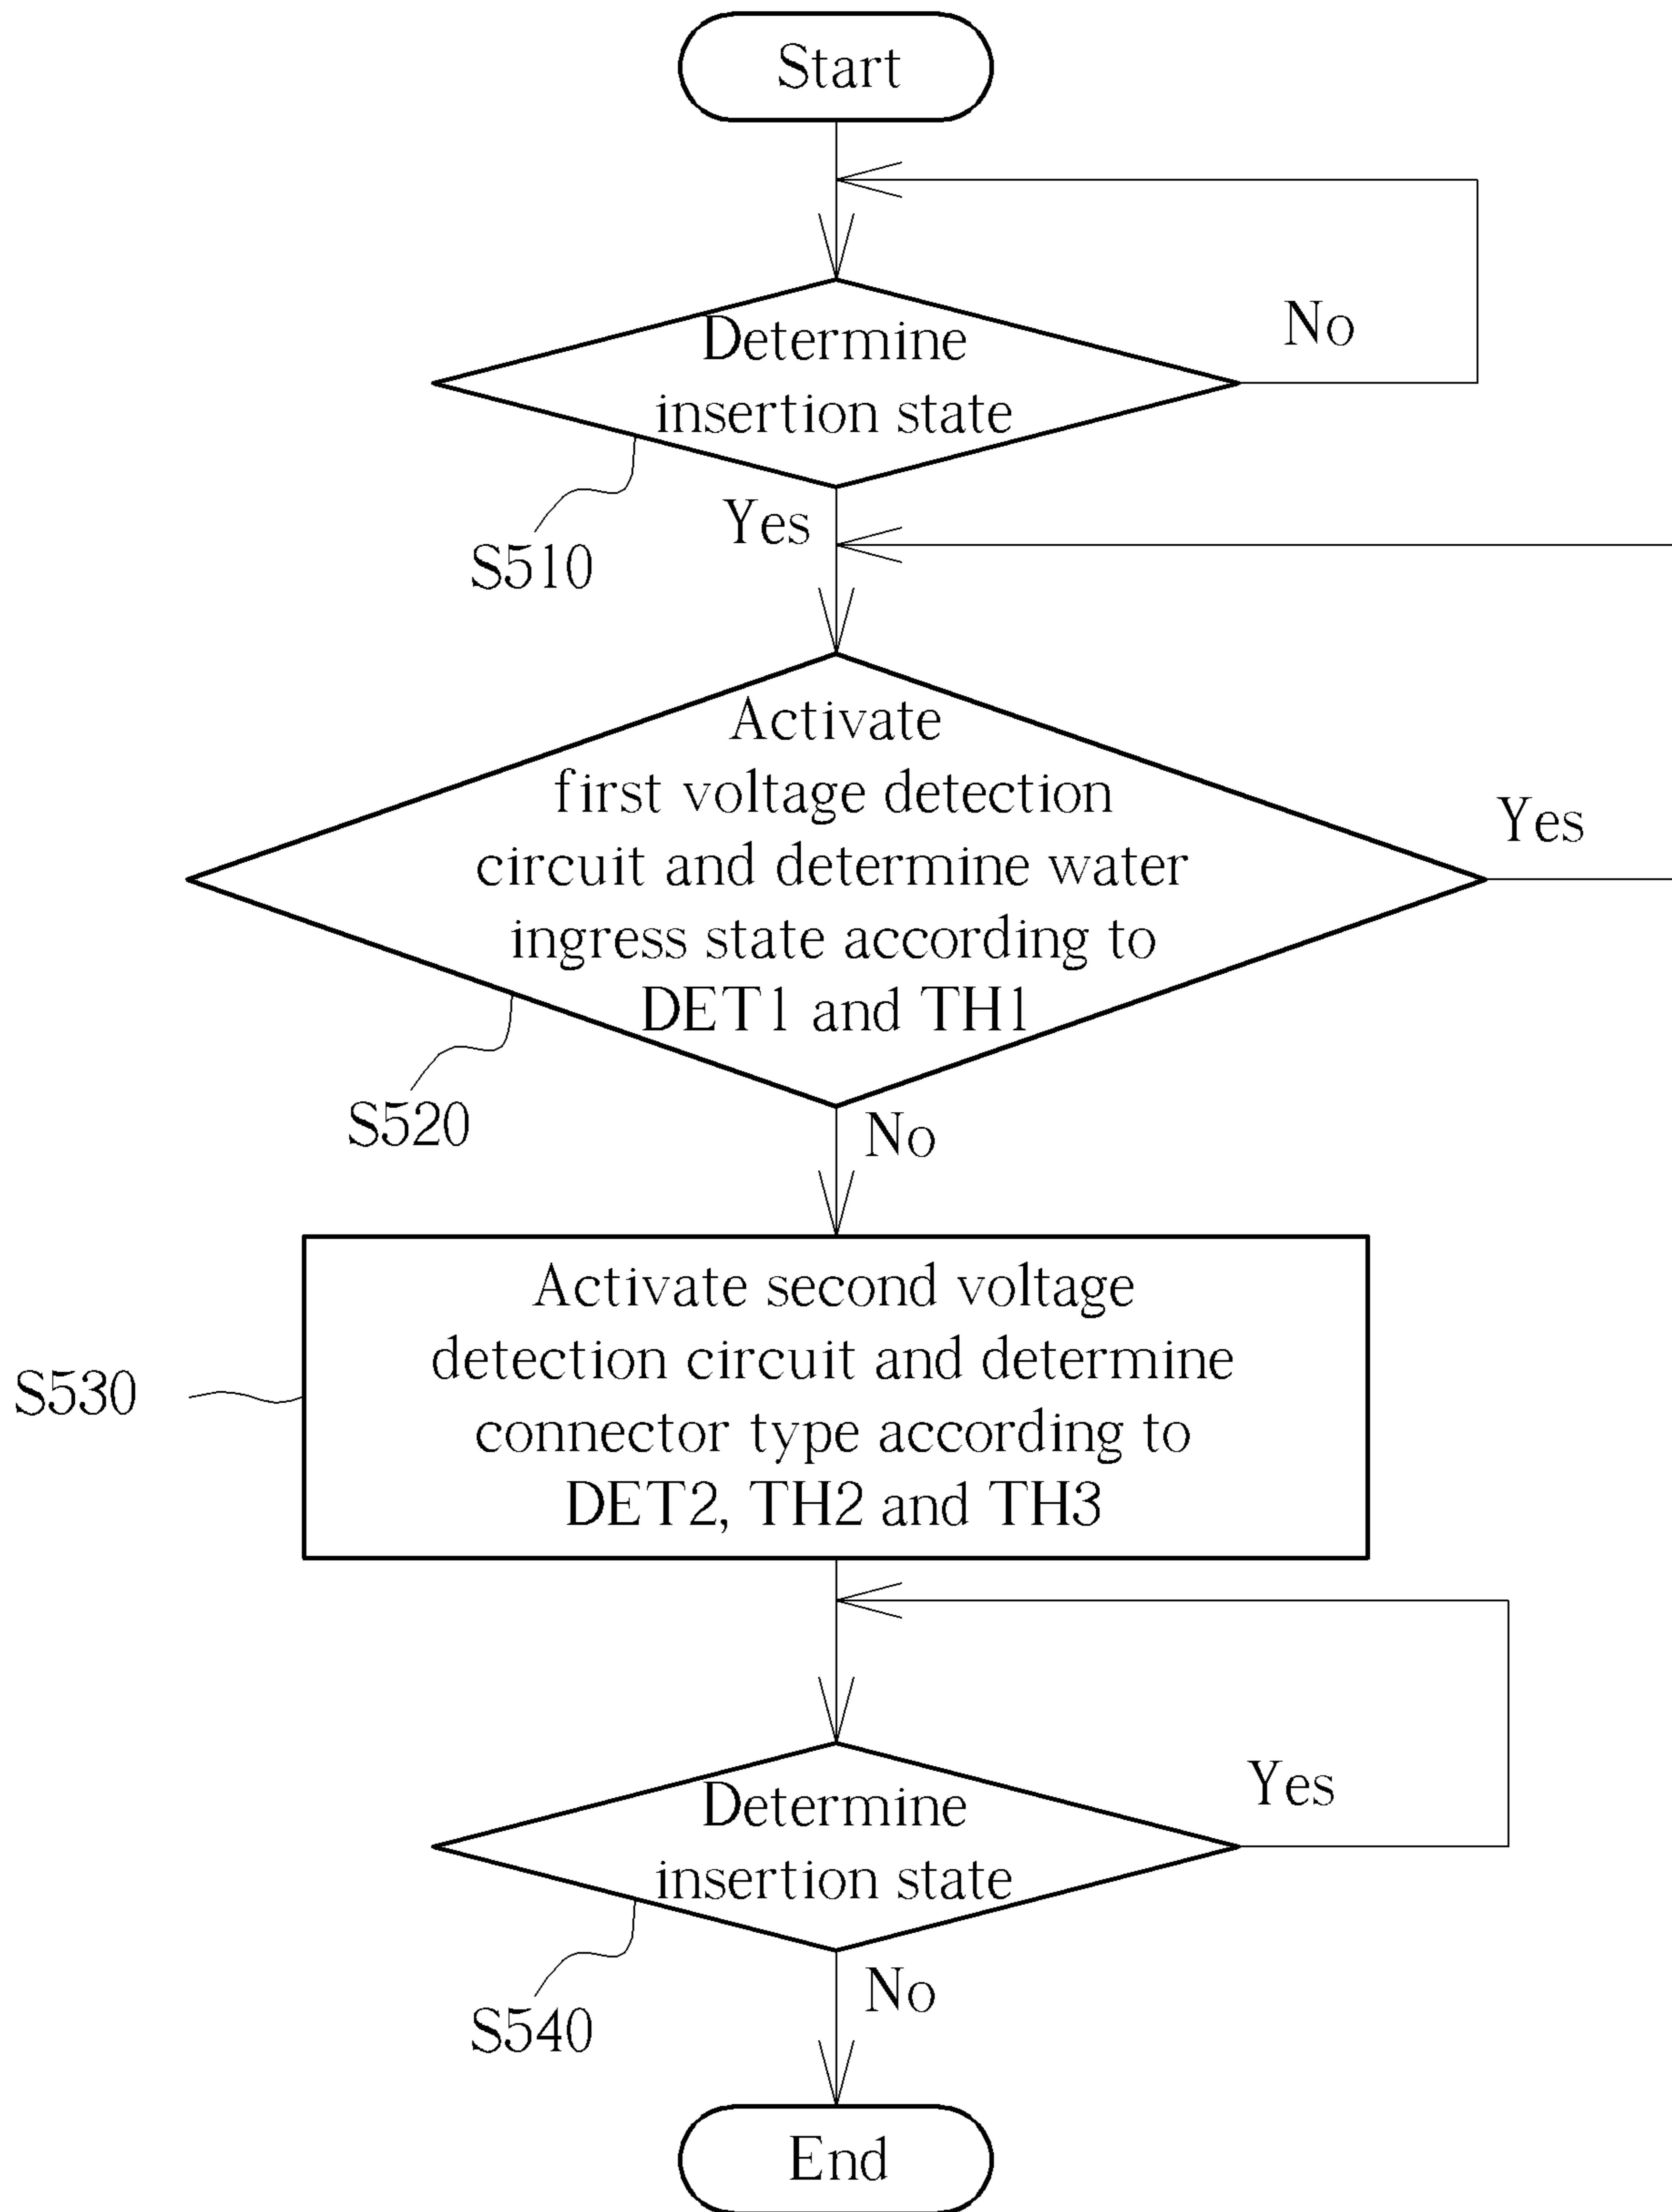 Start
Determine
insertion state
No
S510
Yes
Activate
first voltage detection
circuit and determine water
ingress state according to
DET1 and TH1
Yes
S520
No
Activate second voltage
detection circuit and determine
connector type according to
DET2, TH2 and TH3
S530
Determine
insertion state
Yes
S540
No
End